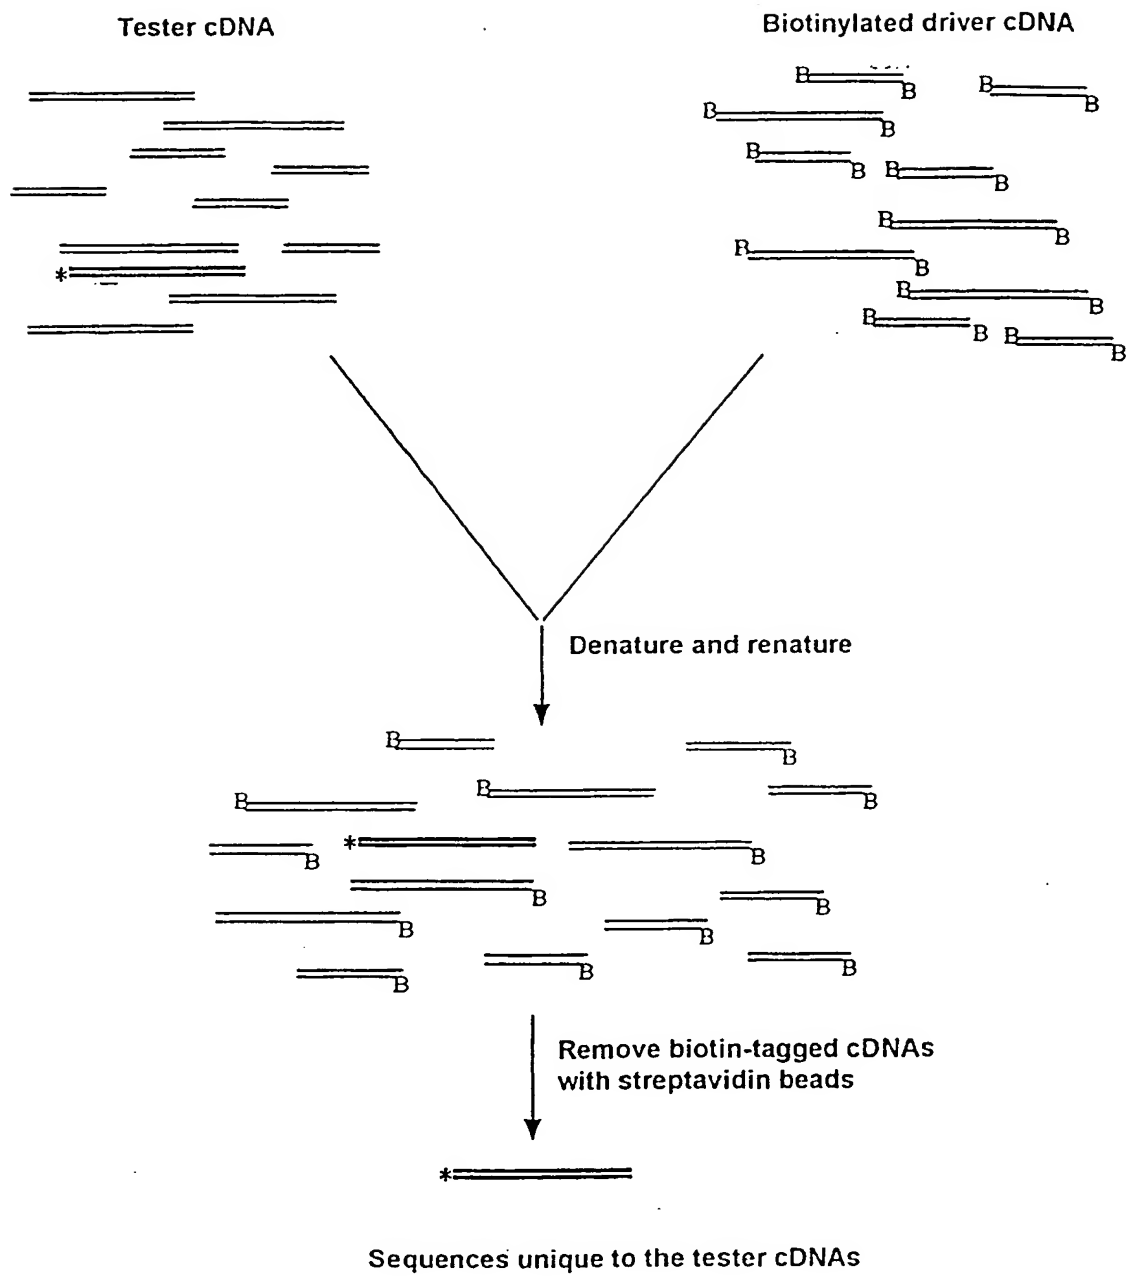 Tester cDNA
Biotinylated driver cDNA
B B
B B
B B
B B
B B
B B
B B
B B
B B
B B
*
Denature and renature
B
B
B
B
B
B
*
B
B
B
B
B
B
B
B
Remove biotin-tagged cDNAs
with streptavidin beads
*
Sequences unique to the tester cDNAs